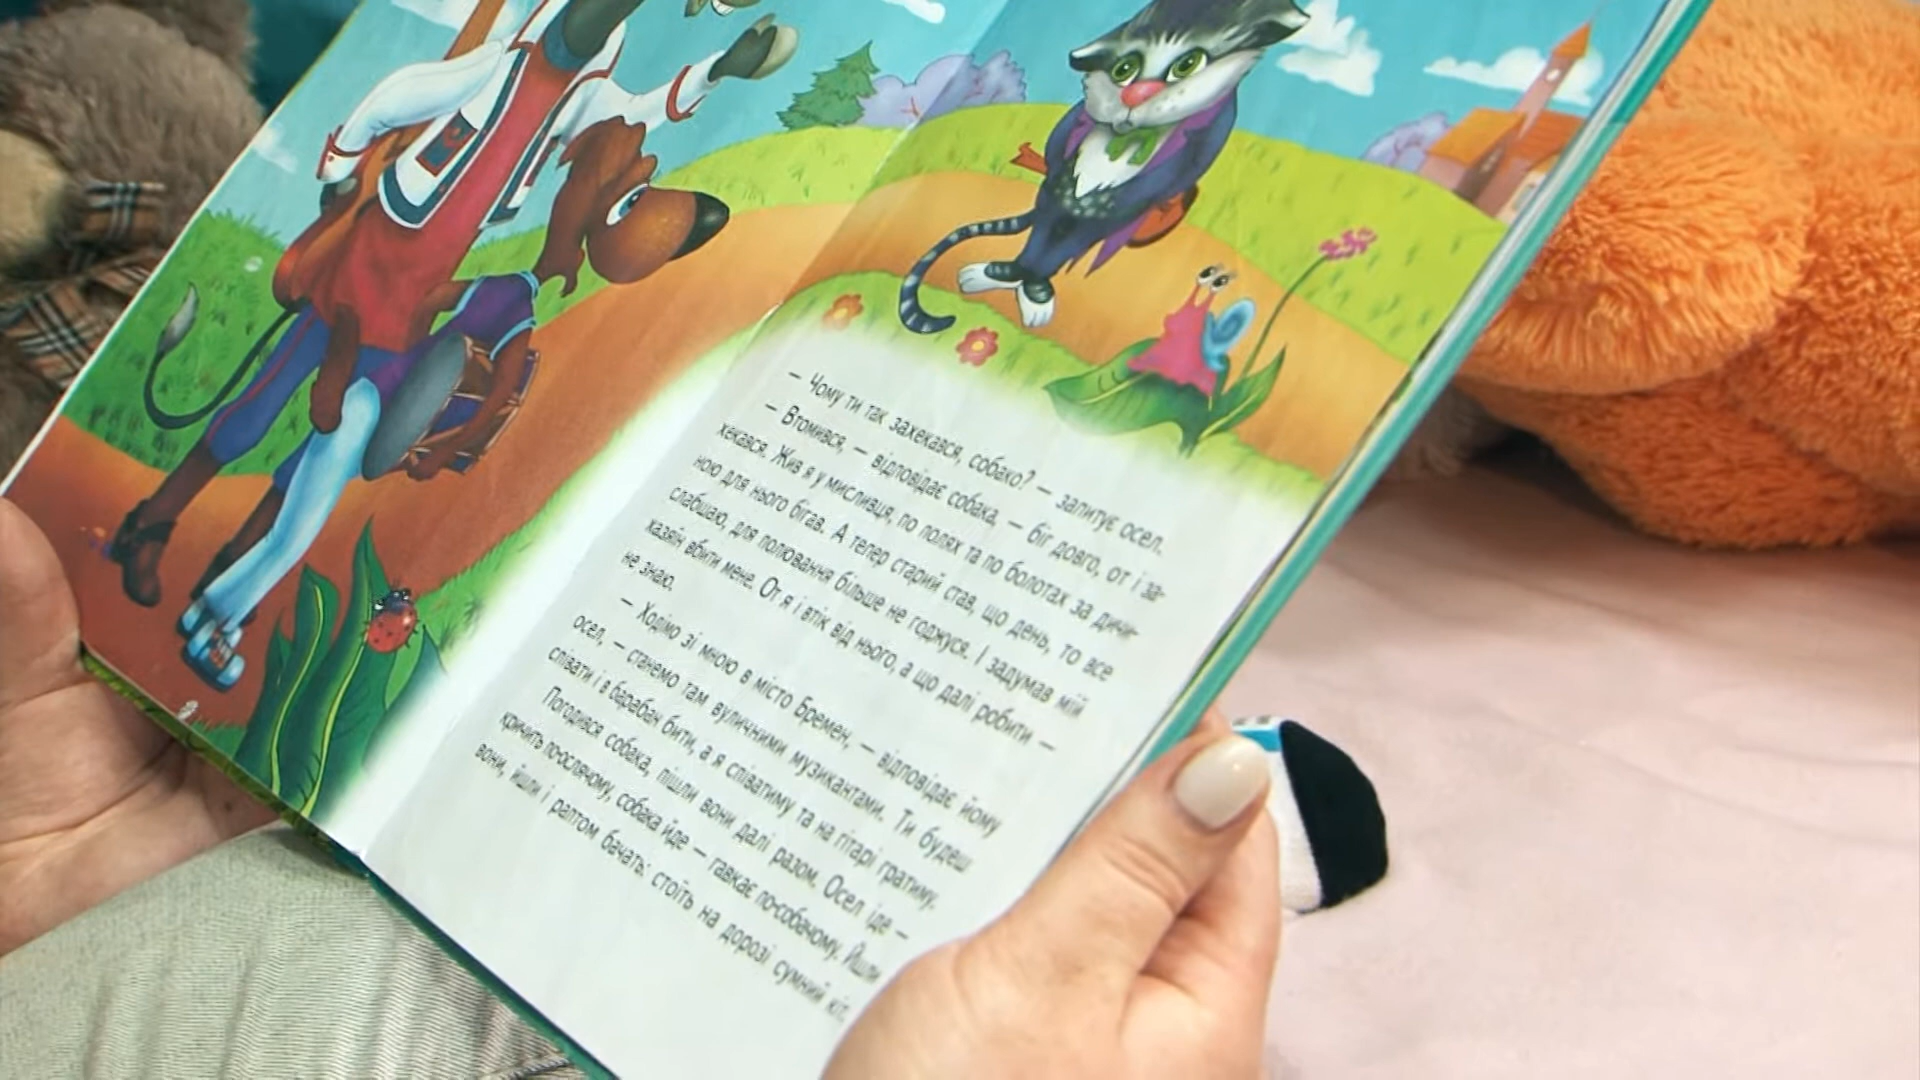 — Чому ти так захекався, собако? — запитує осел.
— Втомився, — відповідає собака, — біг довго, от і за-
хекався. Жив я у мисливця, по полях та по болотах за дичи-
ною для нього бігав. А тепер старий став, що день, то все
слабшаю, для полювання більше не годжуся. І задумав мій
хазяїн вбити мене. От я і втік від нього, а що далі робити —
не знаю.
— Ходімо зі мною в місто Бремен, — відповідає йому
осел, — станемо там вуличними музикантами. Ти будеш
співати і в барабан бити, а я співатиму та на гітарі гратиму.
Погодився собака, пішли вони далі разом. Осел іде —
кричить по-ослячому, собака йде — гавкає по-собачому. Йшли
вони, йшли і раптом бачать: стоїть на дорозі сумний кіт.